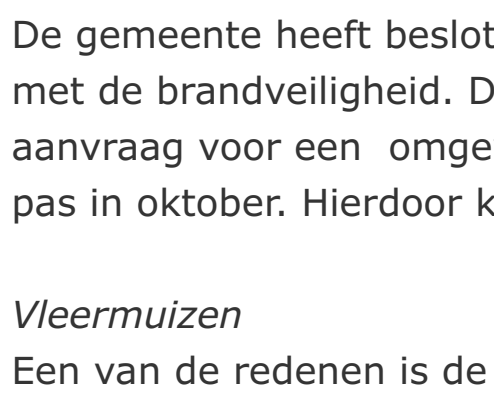 De gemeente heeft beslot
met de brandveiligheid. D
aanvraag voor een  omge
pas in oktober. Hierdoor k
Vleermuizen
Een van de redenen is de